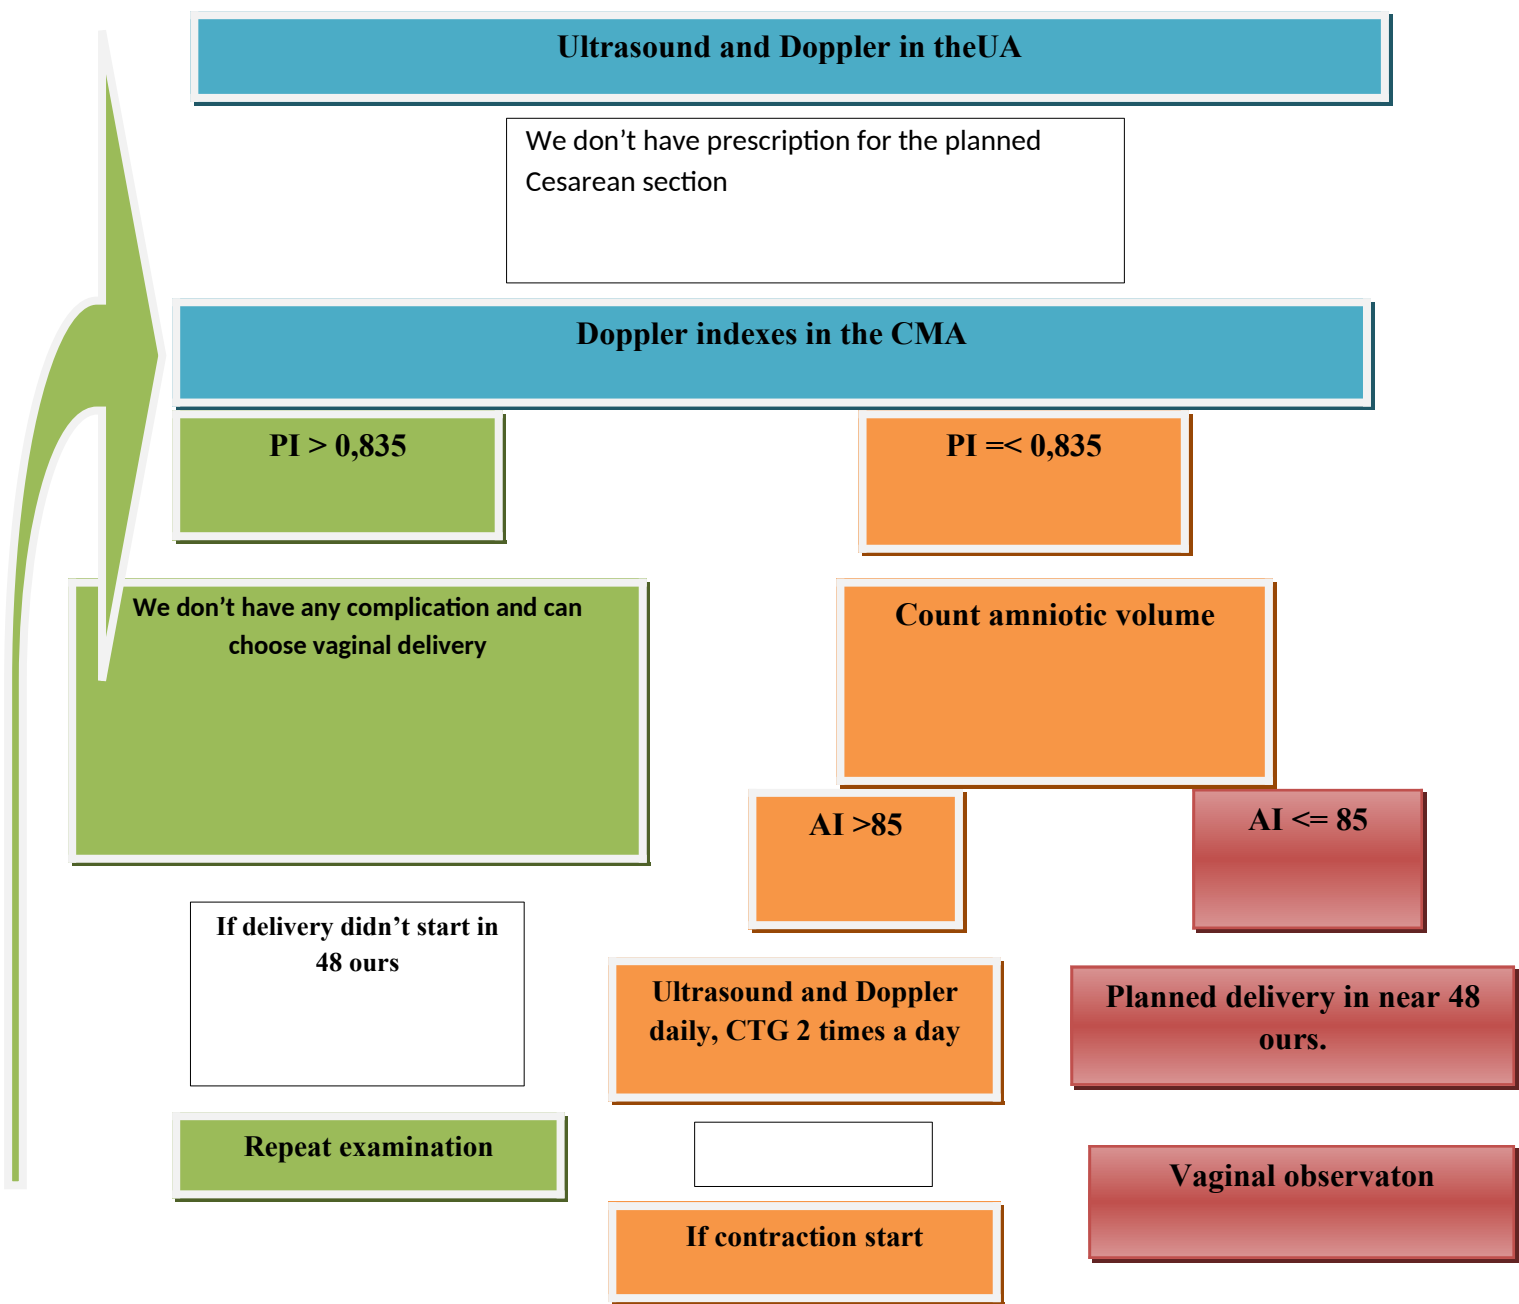 Ultrasound and Doppler in theUA
We don’t have prescription for the planned
Cesarean section
Doppler indexes in the CMA
PI > 0,835
PI =< 0,835
We don’t have any complication and can
choose vaginal delivery
Count amniotic volume
AI >85
AI <= 85
If delivery didn’t start in
48 ours
Ultrasound and Doppler
daily, CTG 2 times a day
Planned delivery in near 48
ours.
Repeat examination
Vaginal observaton
If contraction start